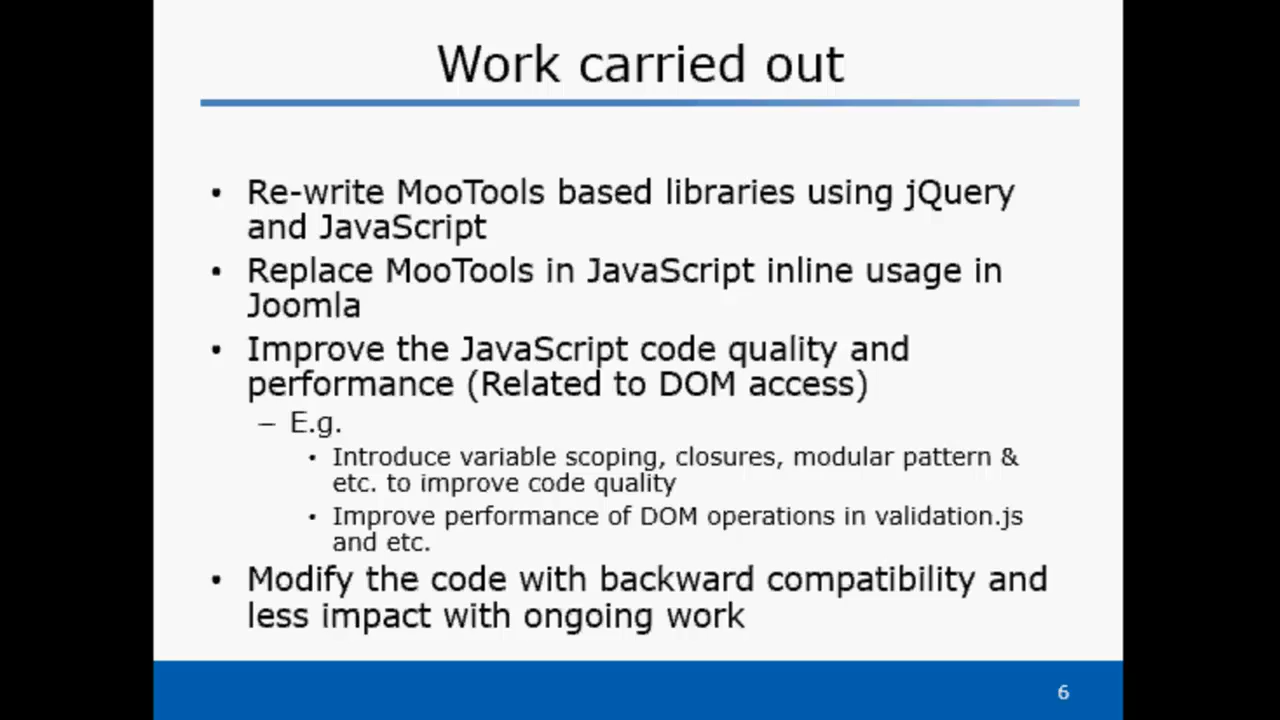 Work carried out
• Re-write MooTools based libraries using jQuery
and JavaScript
• Replace MooTools in JavaScript inline usage in
Joomla
• Improve the JavaScript code quality and
performance (Related to DOM access)
– E.g.
• Introduce variable scoping, closures, modular pattern &
etc. to improve code quality
• Improve performance of DOM operations in validation.js
and etc.
• Modify the code with backward compatibility and
less impact with ongoing work
6